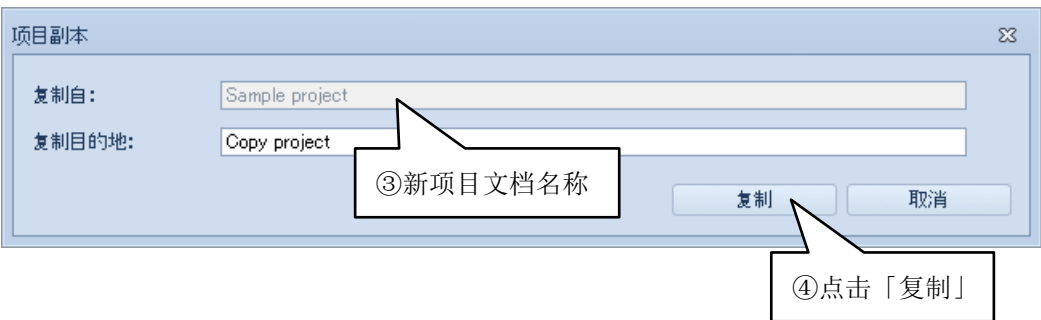 项目副本
复制自：
Sample project
复制目的地:
Copy project
③新项目文档名称
复制
取消
④点击「复制」